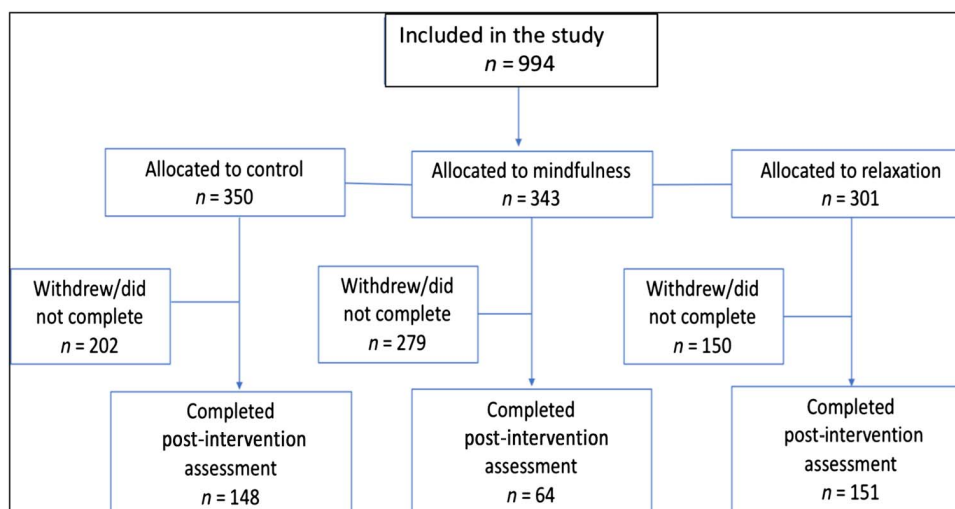 Included in the study
n = 994
Allocated to control
n = 350
Allocated to mindfulness
n = 343
Allocated to relaxation
n = 301
Withdrew/did
not complete
n = 202
Withdrew/did
not complete
n = 279
Withdrew/did
not complete
n = 150
Completed
post-intervention
assessment
n = 148
Completed
post-intervention
assessment
n = 64
Completed
post-intervention
assessment
n = 151